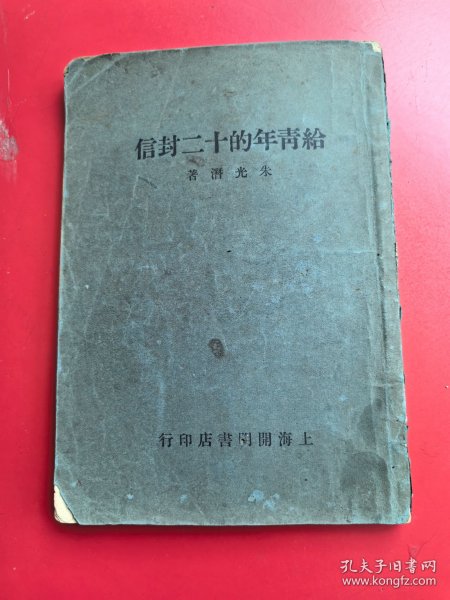 給靑年的十二封信
朱光潛著
上海開明書店印行
孔夫子旧书网
www.kongfz.com